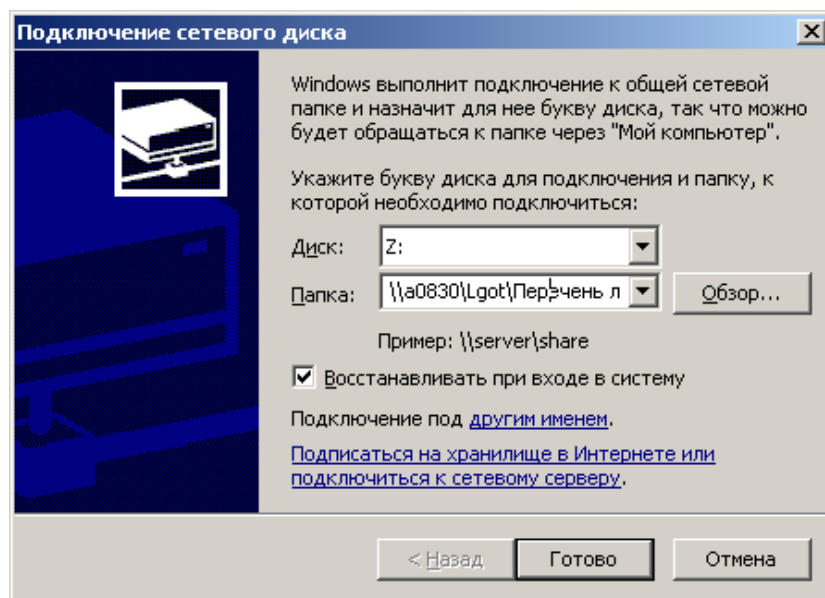 Подключение сетевого диска
Windows выполнит подключение к общей сетевой
папке и назначит для нее букву диска, так что можно
будет обращаться к папке через "Мой компьютер".
Укажите букву диска для подключения и папку, к
которой необходимо подключиться:
Диск: Z:
Папка: \\a0830\Lgot\Перечень л Обзор...
Пример: \\server\share
Восстанавливать при входе в систему
Подключение под другим именем.
Подписаться на хранилище в Интернете или
подключиться к сетевому серверу.
< Назад Готово Отмена